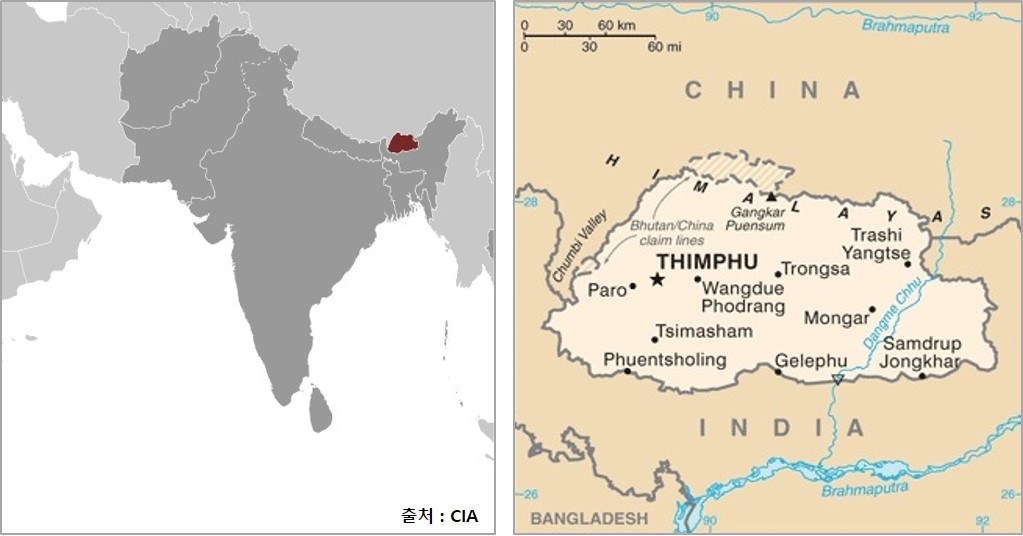 출처 : CIA
0 30 60 km
0 30 60 mi
90
92
Brahmaputra
CHINA
HIMALAYAS
28
28
Gangkar
Puensum
Chumbi Valley
Bhutan/China
claim lines
Trashi
Yangtse
THIMPHU
Trongsa
Paro
Wangdue
Phodrang
Mongar
Dangme Chhu
Tsimasham
Samdrup
Jongkhar
Phuentsholing
Gelephu
INDIA
26
26
Brahmaputra
BANGLADESH
90
92